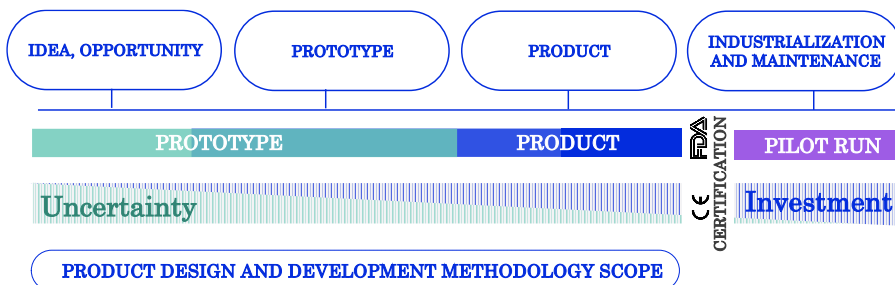 IDEA, OPPORTUNITY
PROTOTYPE
PRODUCT
INDUSTRIALIZATION
AND MAINTENANCE
PROTOTYPE
PRODUCT
FDA
CE
CERTIFICATION
PILOT RUN
Uncertainty
Investment
PRODUCT DESIGN AND DEVELOPMENT METHODOLOGY SCOPE